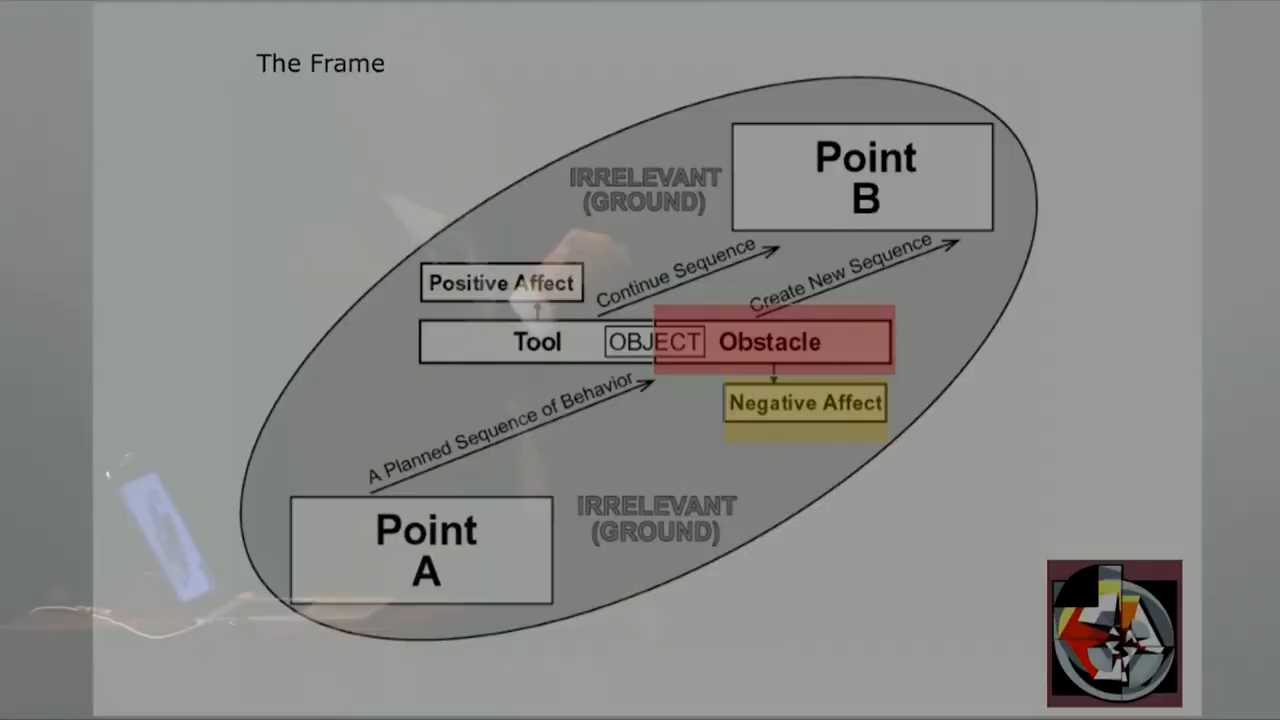 The Frame
Point
B
IRRELEVANT
(GROUND)
Continue Sequence
Create New Sequence
Positive Affect
Tool
OBJECT
Obstacle
Negative Affect
A Planned Sequence of Behavior
IRRELEVANT
(GROUND)
Point
A